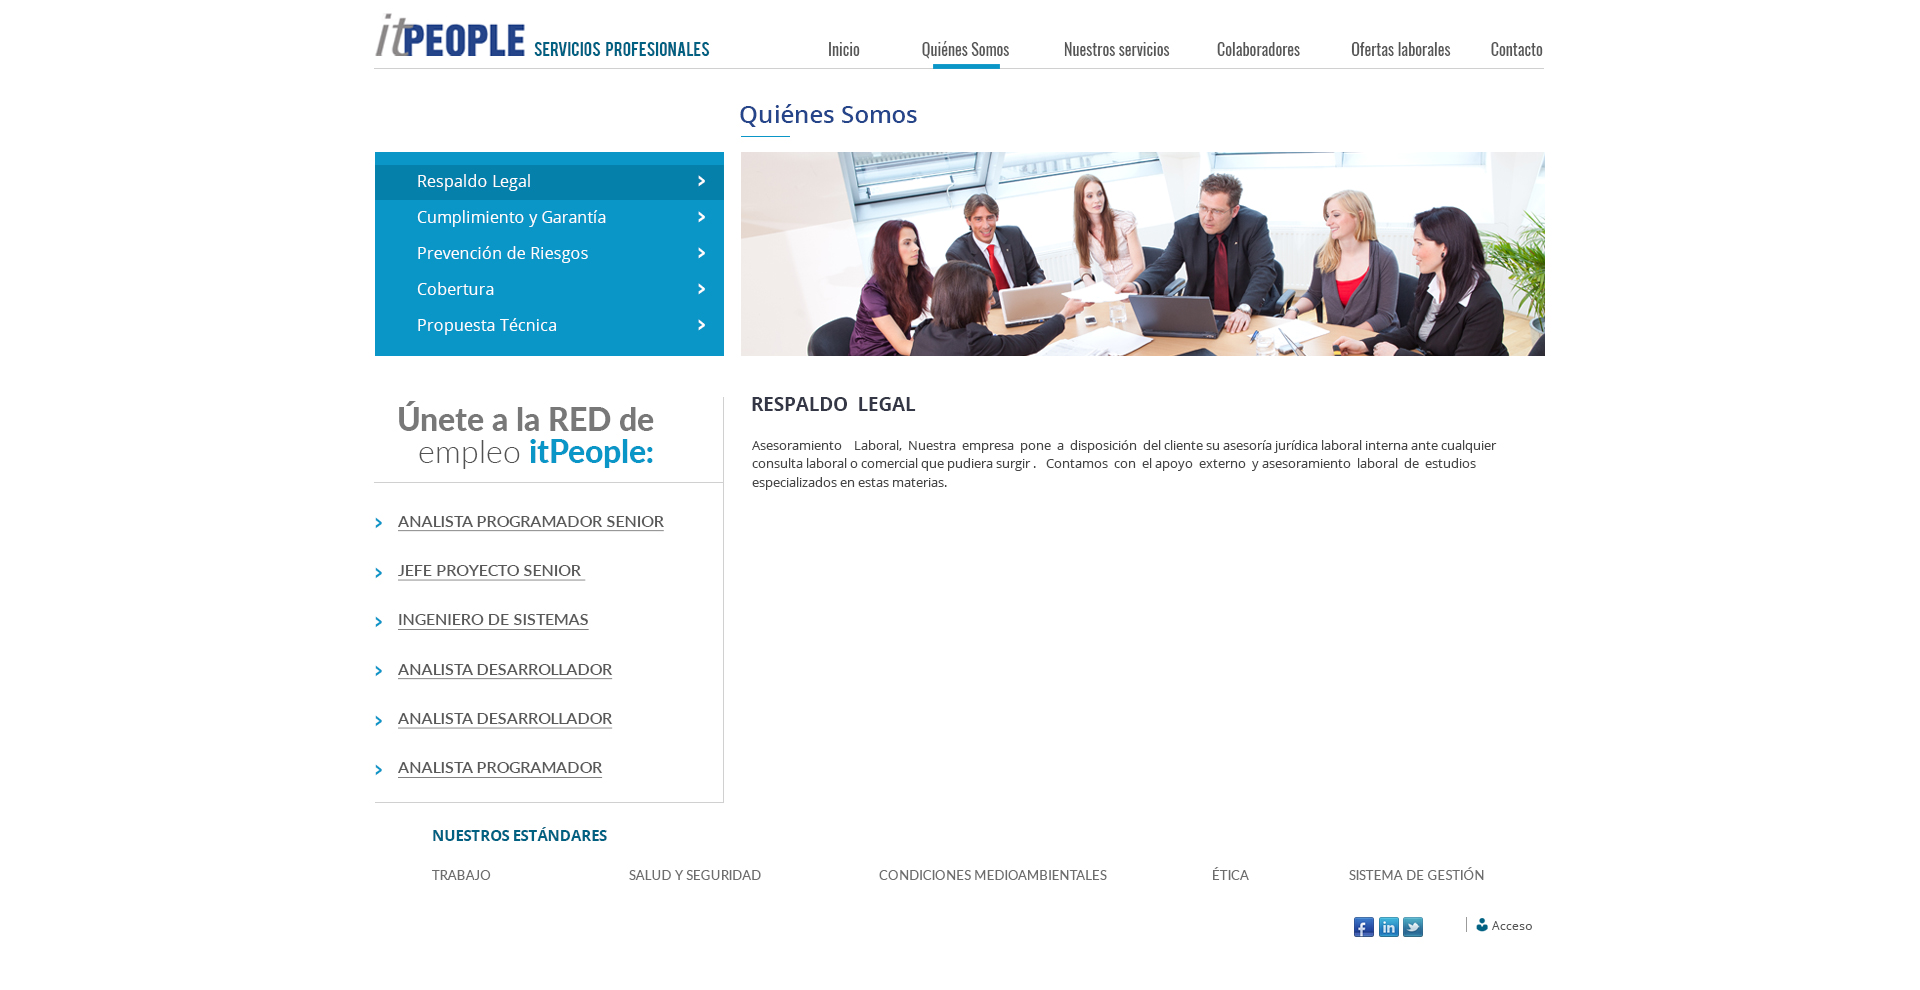 itPEOPLE SERVICIOS PROFESIONALES
Inicio Quiénes Somos Nuestros servicios Colaboradores Ofertas laborales Contacto
Quiénes Somos
Respaldo Legal
Cumplimiento y Garantía
Prevención de Riesgos
Cobertura
Propuesta Técnica
Únete a la RED de
empleo itPeople:
ANALISTA PROGRAMADOR SENIOR
JEFE PROYECTO SENIOR
INGENIERO DE SISTEMAS
ANALISTA DESARROLLADOR
ANALISTA DESARROLLADOR
ANALISTA PROGRAMADOR
RESPALDO LEGAL
Asesoramiento Laboral, Nuestra empresa pone a disposición del cliente su asesoría jurídica laboral interna ante cualquier
consulta laboral o comercial que pudiera surgir . Contamos con el apoyo externo y asesoramiento laboral de estudios
especializados en estas materias.
NUESTROS ESTÁNDARES
TRABAJO SALUD Y SEGURIDAD CONDICIONES MEDIOAMBIENTALES ÉTICA SISTEMA DE GESTIÓN
f in Acceso